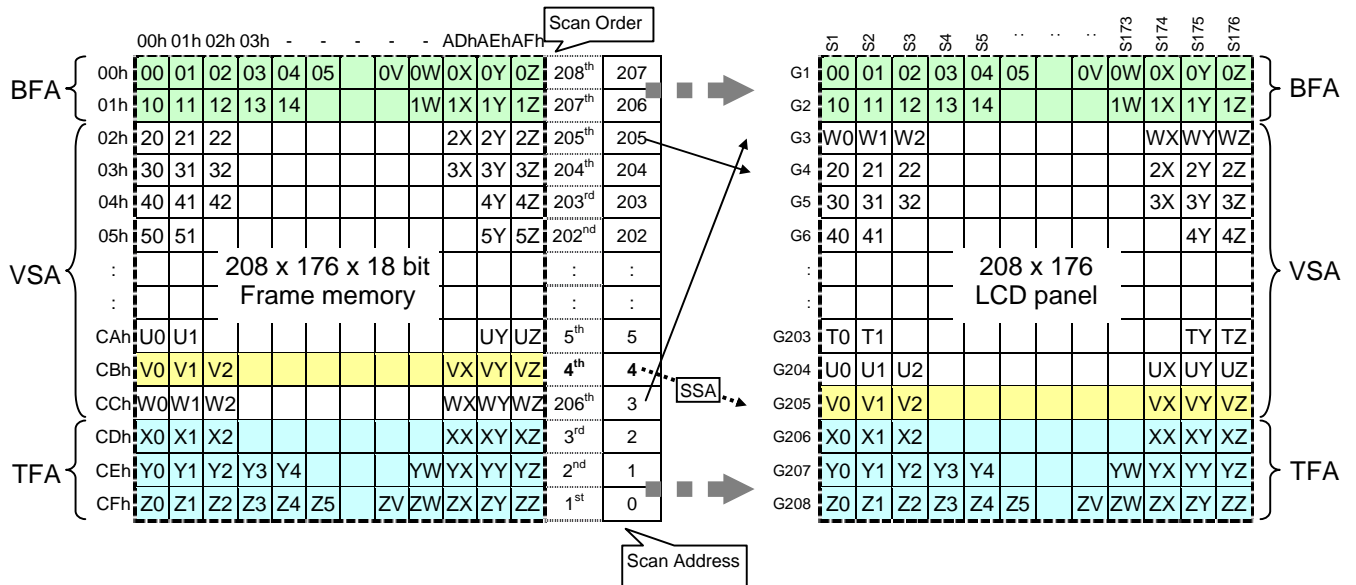 Scan Order
00h 01h 02h 03h - - - - - ADh AEh AFh
S1 S2 S3 S4 S5 .. .. .. S173 S174 S175 S176
BFA
00h 00 01 02 03 04 05 0V 0W 0X 0Y 0Z 208th 207
G1 00 01 02 03 04 05 0V 0W 0X 0Y 0Z
BFA
01h 10 11 12 13 14 1W 1X 1Y 1Z 207th 206
G2 10 11 12 13 14 1W 1X 1Y 1Z
02h 20 21 22 2X 2Y 2Z 205th 205
G3 W0 W1 W2 WX WY WZ
03h 30 31 32 3X 3Y 3Z 204th 204
G4 20 21 22 2X 2Y 2Z
04h 40 41 42 4Y 4Z 203rd 203
G5 30 31 32 3X 3Y 3Z
05h 50 51 5Y 5Z 202nd 202
G6 40 41 4Y 4Z
VSA
: 208 x 176 x 18 bit : :
: 208 x 176
VSA
: Frame memory : :
: LCD panel
CAh U0 U1 UY UZ 5th 5
G203 T0 T1 TY TZ
CBh V0 V1 V2 VX VY VZ 4th 4
G204 U0 U1 U2 UX UY UZ
SSA
CCh W0 W1 W2 WX WY WZ 206th 3
G205 V0 V1 V2 VX VY VZ
CDh X0 X1 X2 XX XY XZ 3rd 2
G206 X0 X1 X2 XX XY XZ
TFA
CEh Y0 Y1 Y2 Y3 Y4 YW YX YY YZ 2nd 1
G207 Y0 Y1 Y2 Y3 Y4 YW YX YY YZ
TFA
CFh Z0 Z1 Z2 Z3 Z4 Z5 ZV ZW ZX ZY ZZ 1st 0
G208 Z0 Z1 Z2 Z3 Z4 Z5 ZV ZW ZX ZY ZZ
Scan Address